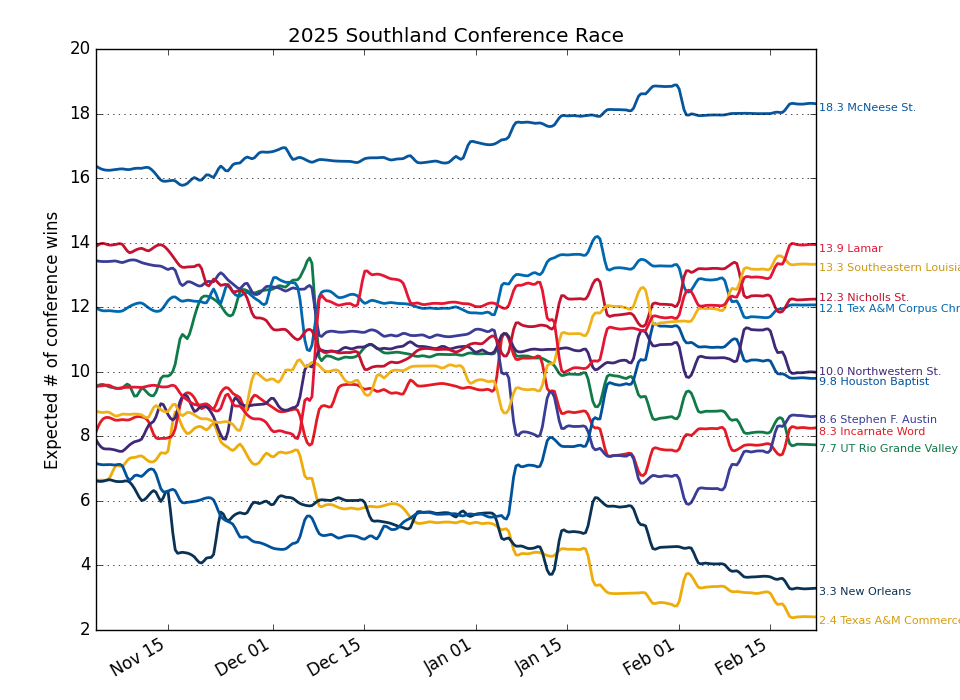 2025 Southland Conference Race
Expected # of conference wins
20
18
16
14
12
10
8
6
4
2
Nov 15
Dec 01
Dec 15
Jan 01
Jan 15
Feb 01
Feb 15
18.3 McNeese St.
13.9 Lamar
13.3 Southeastern Louisia
12.3 Nicholls St.
12.1 Tex A&M Corpus Chr
10.0 Northwestern St.
9.8 Houston Baptist
8.6 Stephen F. Austin
8.3 Incarnate Word
7.7 UT Rio Grande Valley
3.3 New Orleans
2.4 Texas A&M Commerce